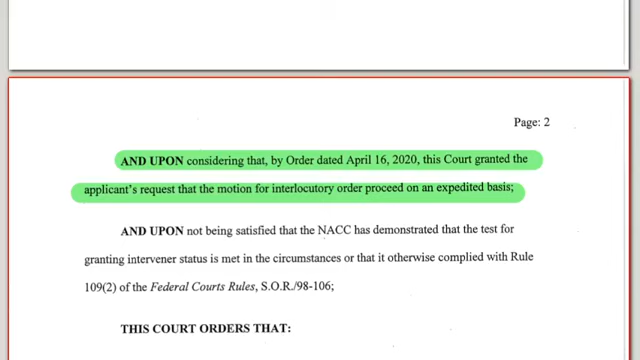 Page: 2
AND UPON considering that, by Order dated April 16, 2020, this Court granted the
applicant's request that the motion for interlocutory order proceed on an expedited basis;
AND UPON not being satisfied that the NACC has demonstrated that the test for
granting intervener status is met in the circumstances or that it otherwise complied with Rule
109(2) of the Federal Courts Rules, S.O.R./98-106;
THIS COURT ORDERS THAT: